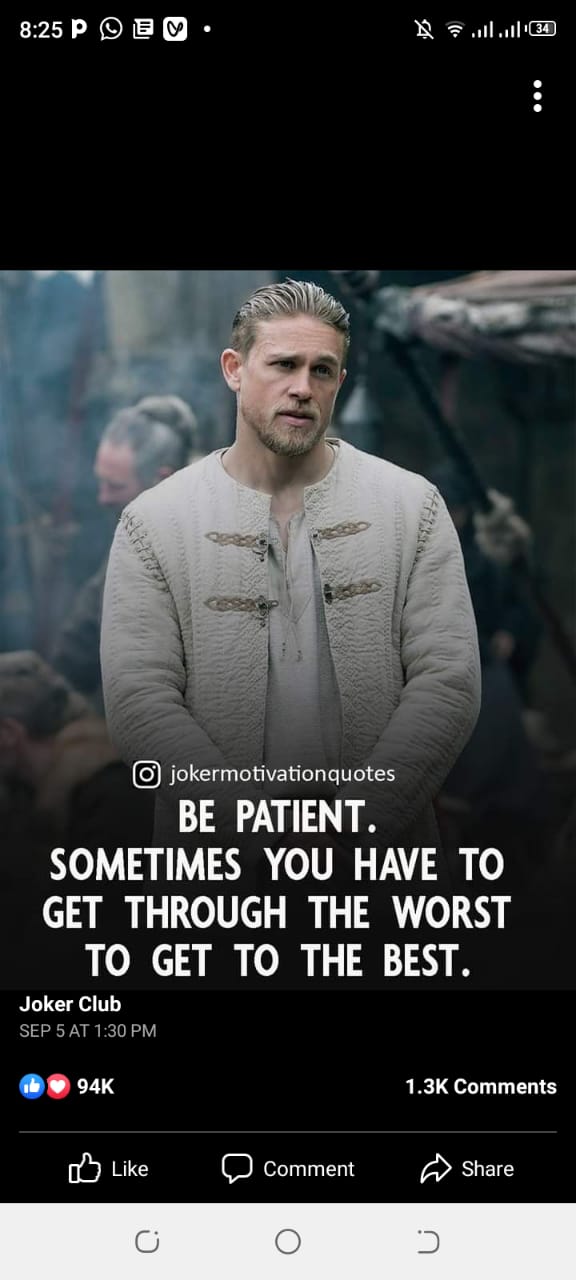 8:25
34
jokermotivationquotes
BE PATIENT.
SOMETIMES YOU HAVE TO
GET THROUGH THE WORST
TO GET TO THE BEST.
Joker Club
SEP 5 AT 1:30 PM
94K 1.3K Comments
Like Comment Share